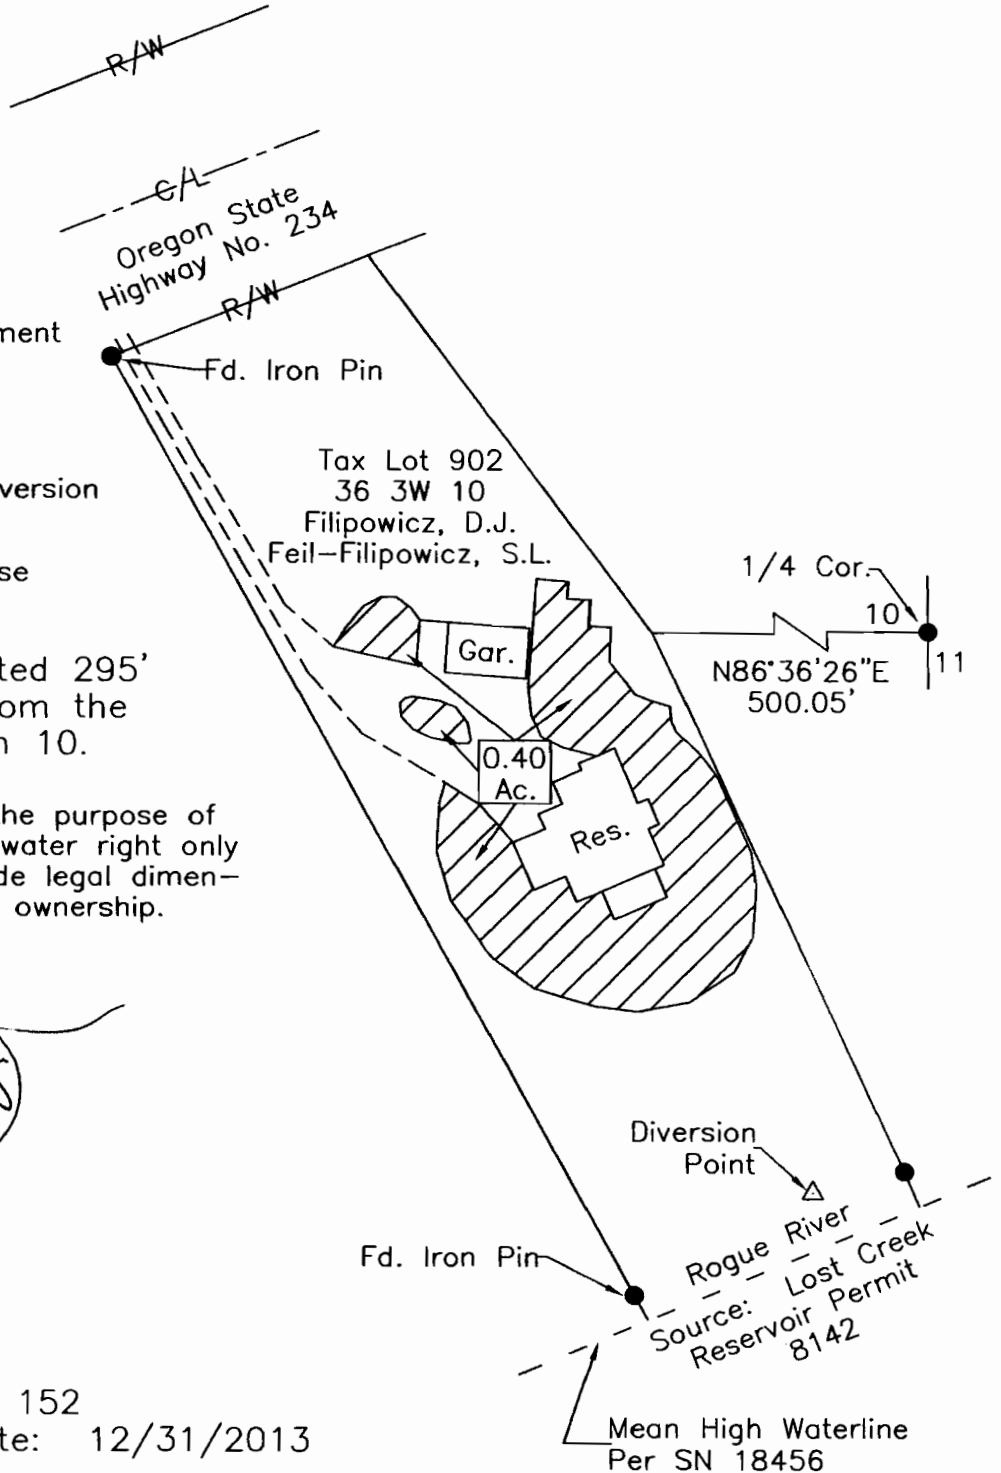 R/W
C/L
Oregon State
Highway No. 234
R/W
ment
Fd. Iron Pin
Tax Lot 902
36 3W 10
Filipowicz, D.J.
Feil-Filipowicz, S.L.
version
se
1/4 Cor.
10
11
N86°36'26"E
500.05'
Gar.
ted 295'
om the
n 10.
0.40
Ac.
Res.
he purpose of
water right only
de legal dimen-
ownership.
Diversion
Point
Fd. Iron Pin
Rogue River
Source: Lost Creek
Reservoir Permit
8142
152
te: 12/31/2013
Mean High Waterline
Per SN 18456